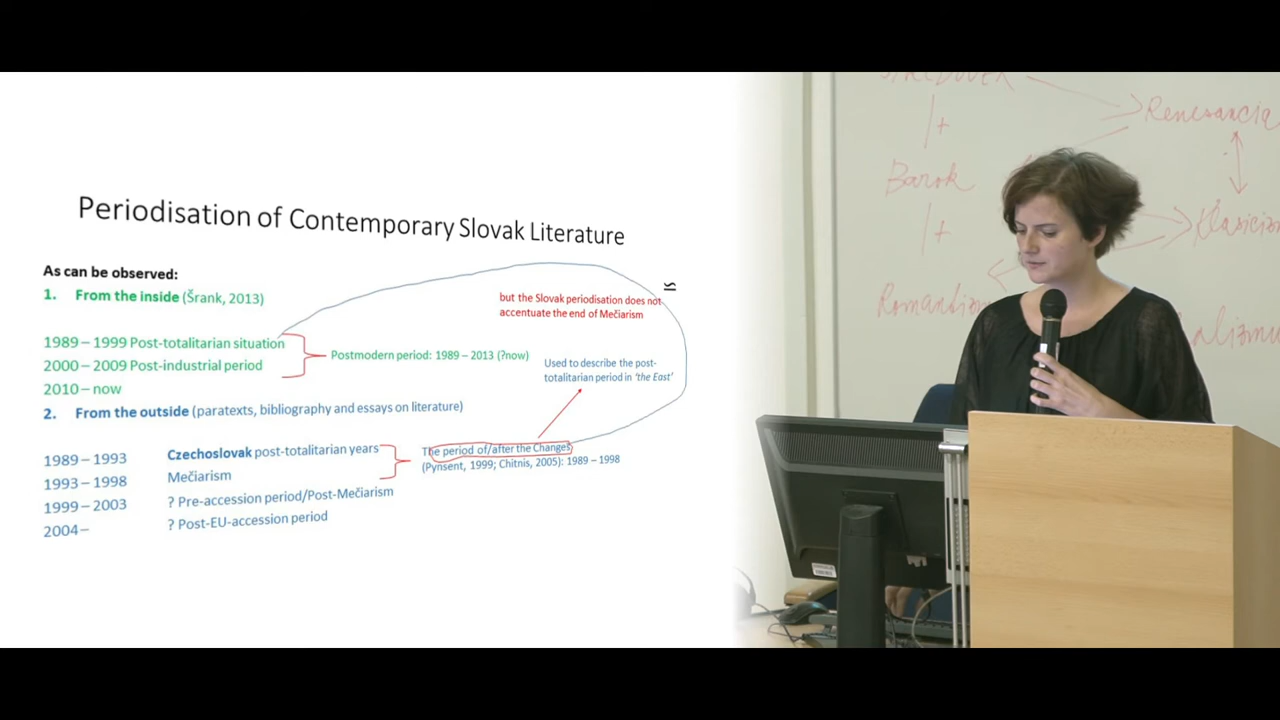 Periodisation of Contemporary Slovak Literature
As can be observed:
1. From the inside (Šrank, 2013)
but the Slovak periodisation does not
accentuate the end of Mečiarism
1989 – 1999 Post-totalitarian situation
2000 – 2009 Post-industrial period
2010 – now
Postmodern period: 1989 – 2013 (?now)
Used to describe the post-
totalitarian period in 'the East'
2. From the outside (paratexts, bibliography and essays on literature)
1989 – 1993 Czechoslovak post-totalitarian years
1993 – 1998 Mečiarism
1999 – 2003 ? Pre-accession period/Post-Mečiarism
2004 – ? Post-EU-accession period
The period of/after the Changes
(Pynsent, 1999; Chitnis, 2005): 1989 – 1998
Renesancia
+
Barok
+
Romantizm